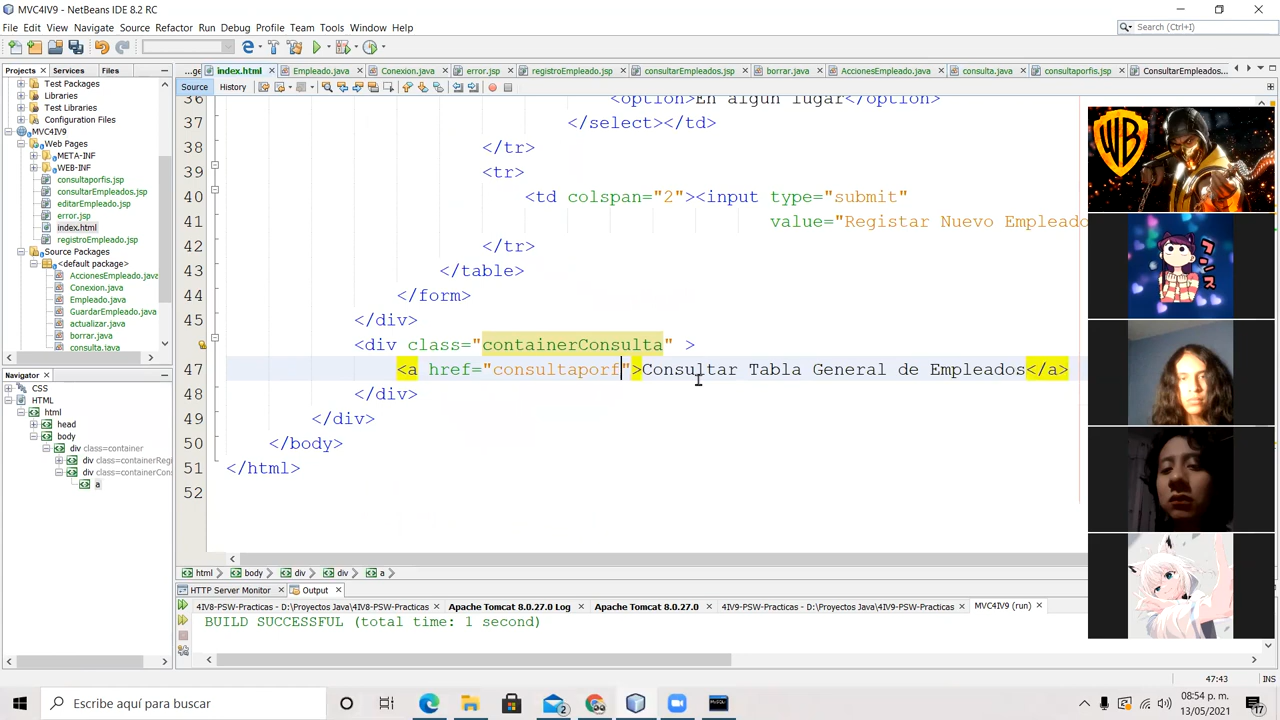 MVC4IV9 - NetBeans IDE 8.2 RC
File Edit View Navigate Source Refactor Run Debug Profile Team Tools Window Help
Search (Ctrl+I)
Projects Services Files
...ge index.html Empleado.java Conexion.java error.jsp registroEmpleado.jsp consultarEmpleados.jsp borrar.java AccionesEmpleado.java consulta.java consultaporfis.jsp ConsultarEmpleados...
Source History
Test Packages
Libraries
Test Libraries
Configuration Files
MVC4IV9
Web Pages
META-INF
WEB-INF
consultaporfis.jsp
consultarEmpleados.jsp
editarEmpleado.jsp
error.jsp
index.html
registroEmpleado.jsp
Source Packages
<default package>
AccionesEmpleado.java
Conexion.java
Empleado.java
GuardarEmpleado.java
actualizar.java
borrar.java
consulta.java
36 <option>En algun lugar</option>
37 </select></td>
38 </tr>
39 <tr>
40 <td colspan="2"><input type="submit"
41 value="Registar Nuevo Empleado
42 </tr>
43 </table>
44 </form>
45 </div>
46 <div class="containerConsulta" >
47 <a href="consultaporf">Consultar Tabla General de Empleados</a>
48 </div>
49 </div>
50 </body>
51 </html>
52
WB
Navigator
CSS
HTML
html
head
body
div class=container
div class=containerRegi
div class=containerCons
a
html body div div a
HTTP Server Monitor Output
4IV8-PSW-Practicas - D:\Proyectos Java\4IV8-PSW-Practicas Apache Tomcat 8.0.27.0 Log Apache Tomcat 8.0.27.0 4IV9-PSW-Practicas - D:\Proyectos Java\4IV9-PSW-Practicas MVC4IV9 (run)
BUILD SUCCESSFUL (total time: 1 second)
47:43 INS
Escribe aquí para buscar
2
08:54 p. m.
13/05/2021
17